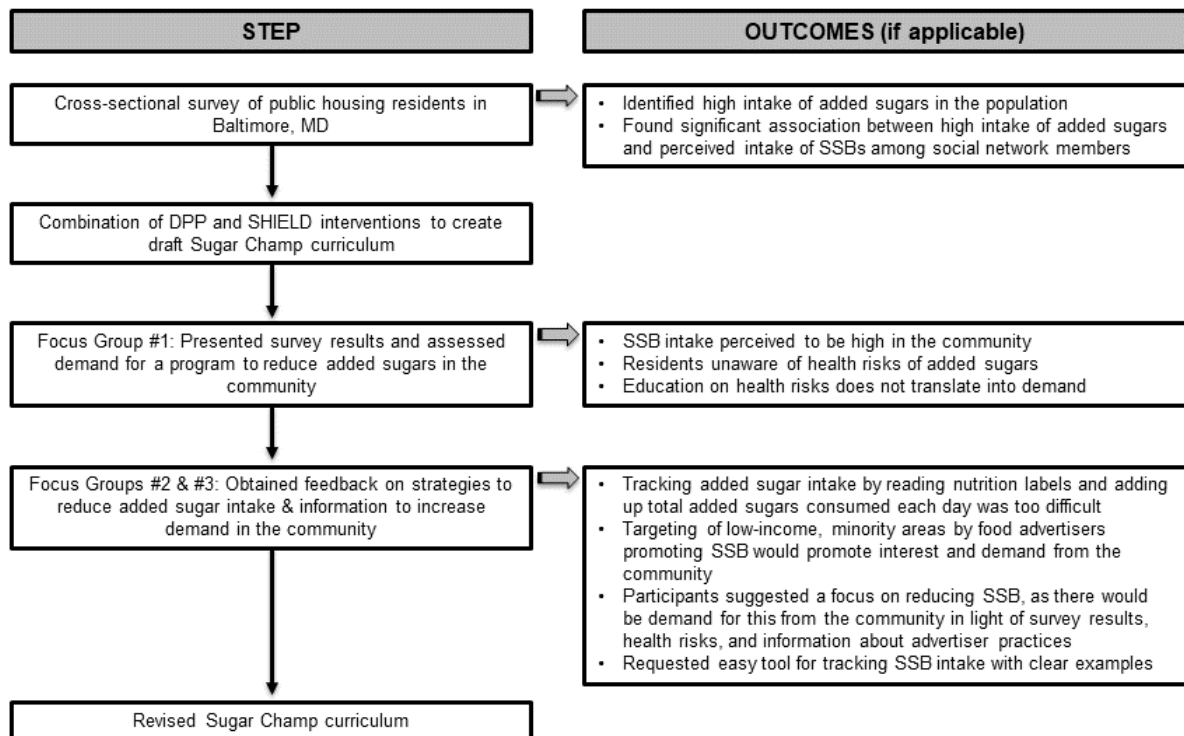 STEP
OUTCOMES (if applicable)
Cross-sectional survey of public housing residents in
Baltimore, MD
• Identified high intake of added sugars in the population
• Found significant association between high intake of added sugars
and perceived intake of SSBs among social network members
Combination of DPP and SHIELD interventions to create
draft Sugar Champ curriculum
Focus Group #1: Presented survey results and assessed
demand for a program to reduce added sugars in the
community
• SSB intake perceived to be high in the community
• Residents unaware of health risks of added sugars
• Education on health risks does not translate into demand
Focus Groups #2 & #3: Obtained feedback on strategies to
reduce added sugar intake & information to increase
demand in the community
• Tracking added sugar intake by reading nutrition labels and adding
up total added sugars consumed each day was too difficult
• Targeting of low-income, minority areas by food advertisers
promoting SSB would promote interest and demand from the
community
• Participants suggested a focus on reducing SSB, as there would
be demand for this from the community in light of survey results,
health risks, and information about advertiser practices
• Requested easy tool for tracking SSB intake with clear examples
Revised Sugar Champ curriculum